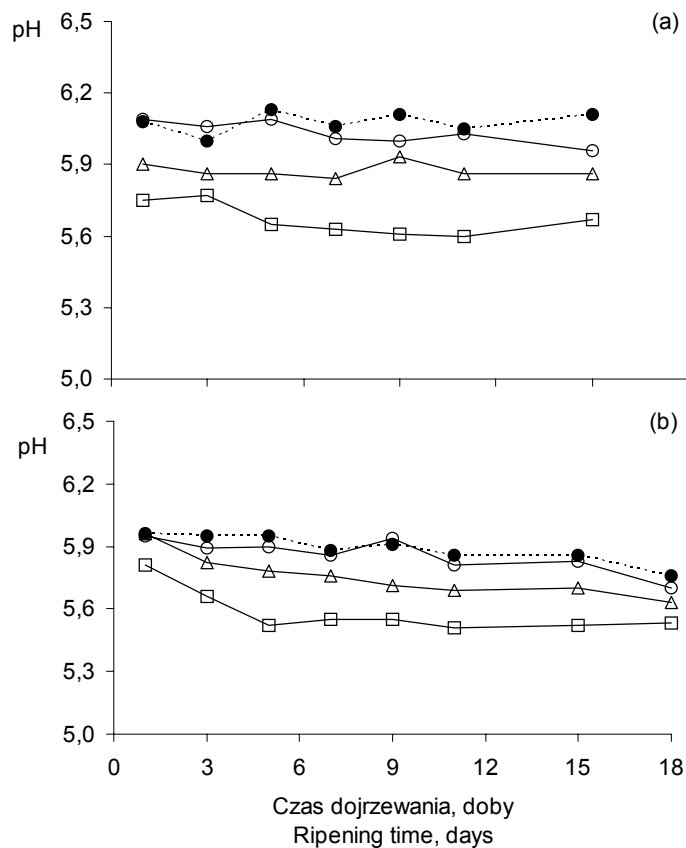 6,5 (a)
pH
6,2
5,9
5,6
5,3
5,0
6,5 (b)
pH
6,2
5,9
5,6
5,3
5,0
0 3 6 9 12 15 18
Czas dojrzewania, doby
Ripening time, days